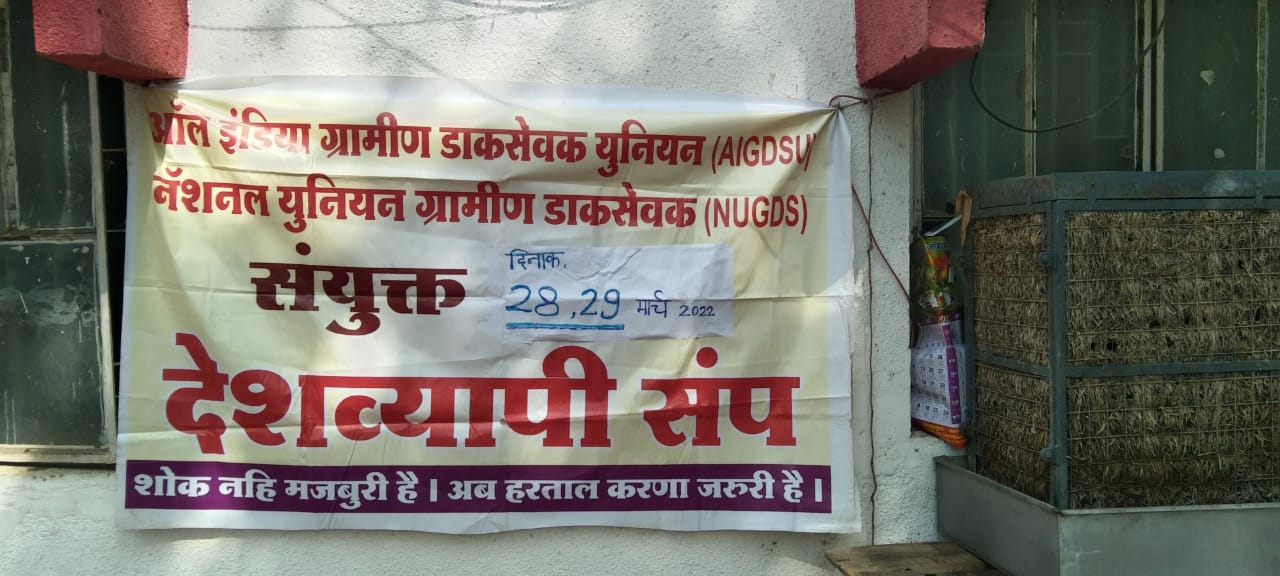 ऑल इंडिया ग्रामीण डाकसेवक युनियन (AIGDSU)
नॅशनल युनियन ग्रामीण डाकसेवक (NUGDS)
संयुक्त
दिनाक.
28,29 मार्च 2022
देशव्यापी संप
शोक नहि मजबुरी है । अब हरताल करणा जरुरी है ।